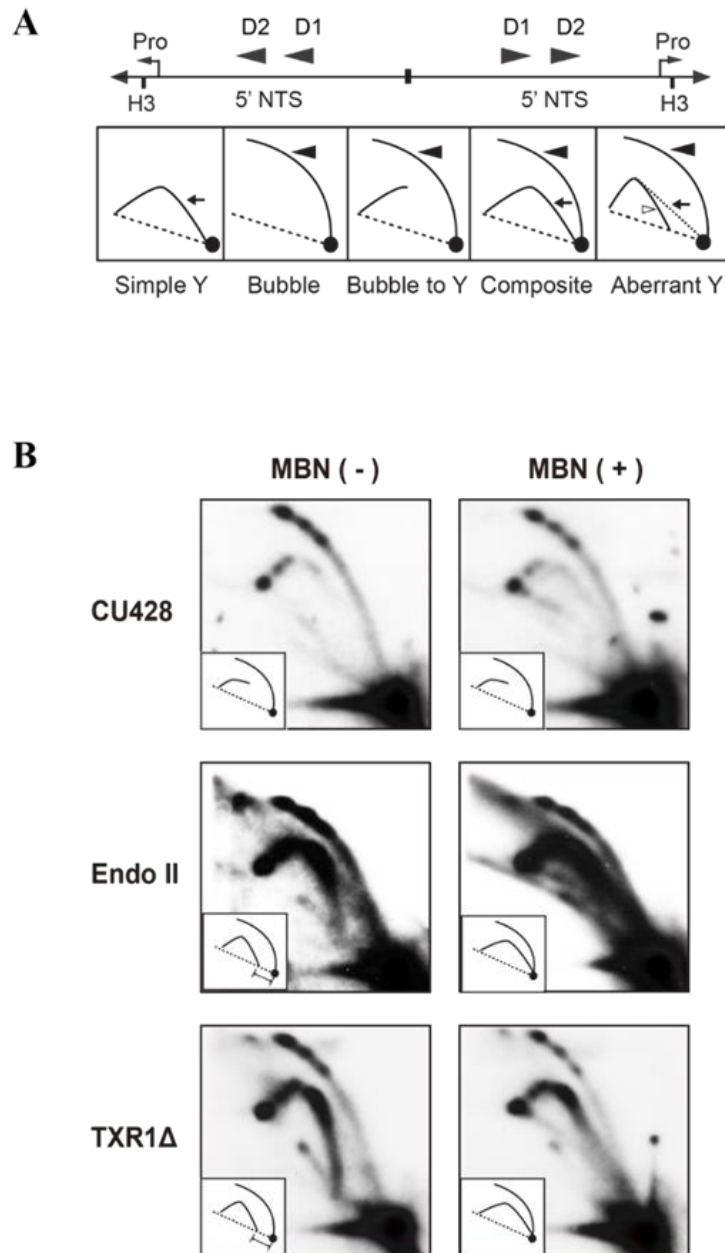 A
D2 D1 D1 D2
Pro Pro
H3 5' NTS 5' NTS H3
Simple Y Bubble Bubble to Y Composite Aberrant Y
B
MBN ( - ) MBN ( + )
CU428
Endo II
TXR1Δ